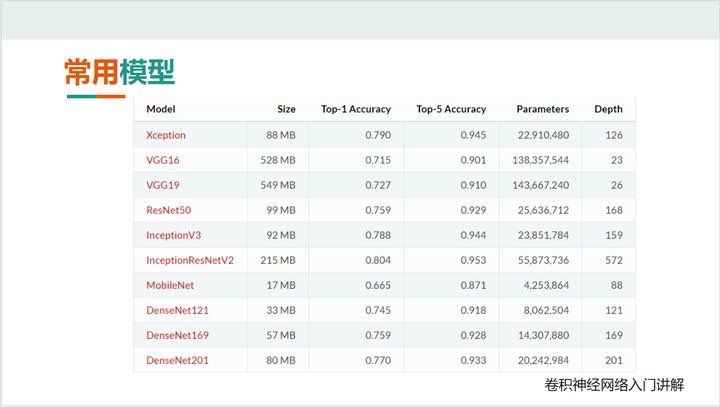 常用模型
Model Size Top-1 Accuracy Top-5 Accuracy Parameters Depth
Xception 88 MB 0.790 0.945 22,910,480 126
VGG16 528 MB 0.715 0.901 138,357,544 23
VGG19 549 MB 0.727 0.910 143,667,240 26
ResNet50 99 MB 0.759 0.929 25,636,712 168
InceptionV3 92 MB 0.788 0.944 23,851,784 159
InceptionResNetV2 215 MB 0.804 0.953 55,873,736 572
MobileNet 17 MB 0.665 0.871 4,253,864 88
DenseNet121 33 MB 0.745 0.918 8,062,504 121
DenseNet169 57 MB 0.759 0.928 14,307,880 169
DenseNet201 80 MB 0.770 0.933 20,242,984 201
卷积神经网络入门讲解